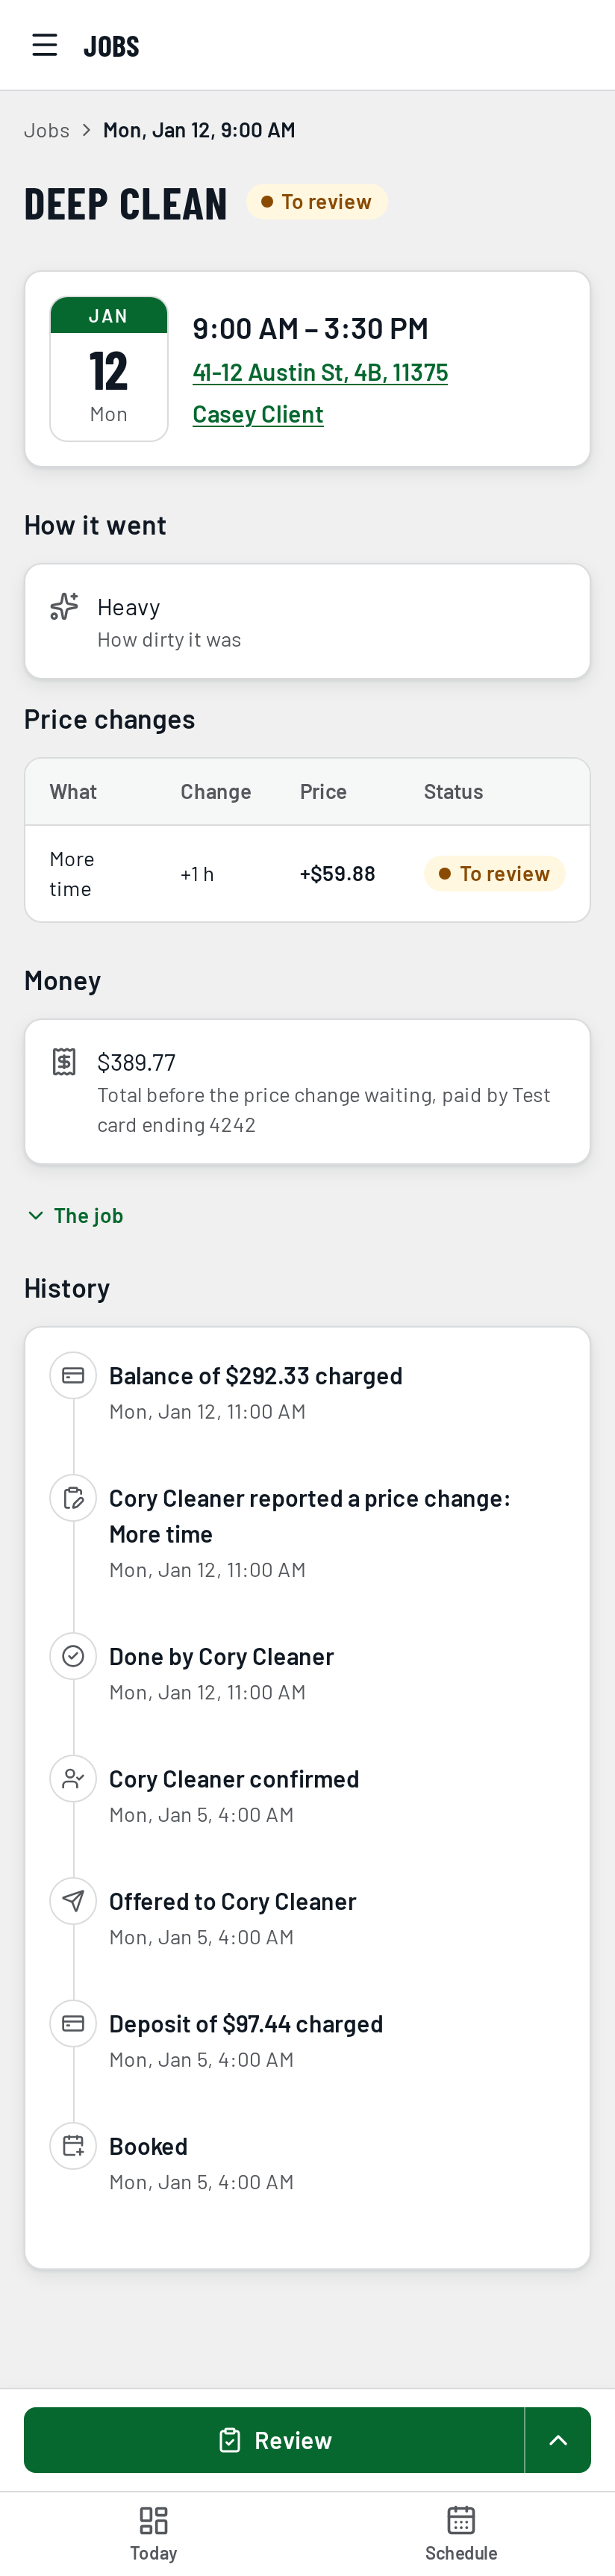 JOBS
Jobs > Mon, Jan 12, 9:00 AM
DEEP CLEAN To review
JAN
12
Mon
9:00 AM – 3:30 PM
41-12 Austin St, 4B, 11375
Casey Client
How it went
Heavy
How dirty it was
Price changes
What Change Price Status
More
time
+1 h +$59.88 To review
Money
$389.77
Total before the price change waiting, paid by Test
card ending 4242
The job
History
Balance of $292.33 charged
Mon, Jan 12, 11:00 AM
Cory Cleaner reported a price change:
More time
Mon, Jan 12, 11:00 AM
Done by Cory Cleaner
Mon, Jan 12, 11:00 AM
Cory Cleaner confirmed
Mon, Jan 5, 4:00 AM
Offered to Cory Cleaner
Mon, Jan 5, 4:00 AM
Deposit of $97.44 charged
Mon, Jan 5, 4:00 AM
Booked
Mon, Jan 5, 4:00 AM
Review
Today Schedule